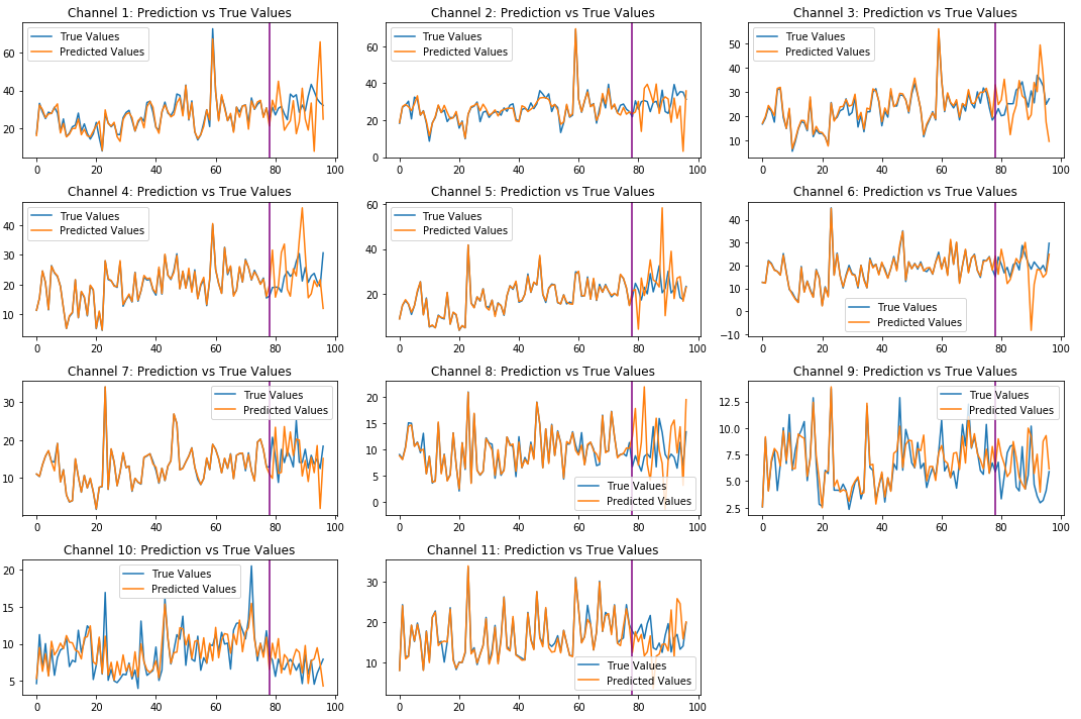 Channel 1: Prediction vs True Values
True Values
Predicted Values
60
40
20
0 20 40 60 80 100
Channel 2: Prediction vs True Values
True Values
Predicted Values
60
40
20
0
0 20 40 60 80 100
Channel 3: Prediction vs True Values
True Values
Predicted Values
50
40
30
20
10
0 20 40 60 80 100
Channel 4: Prediction vs True Values
True Values
Predicted Values
40
30
20
10
0 20 40 60 80 100
Channel 5: Prediction vs True Values
True Values
Predicted Values
60
40
20
0 20 40 60 80 100
Channel 6: Prediction vs True Values
40
30
20
10
0
−10
True Values
Predicted Values
0 20 40 60 80 100
Channel 7: Prediction vs True Values
True Values
Predicted Values
30
20
10
0 20 40 60 80 100
Channel 8: Prediction vs True Values
20
15
10
5
0
True Values
Predicted Values
0 20 40 60 80 100
Channel 9: Prediction vs True Values
True Values
Predicted Values
12.5
10.0
7.5
5.0
2.5
0 20 40 60 80 100
Channel 10: Prediction vs True Values
True Values
Predicted Values
20
15
10
5
0 20 40 60 80 100
Channel 11: Prediction vs True Values
30
20
10
True Values
Predicted Values
0 20 40 60 80 100